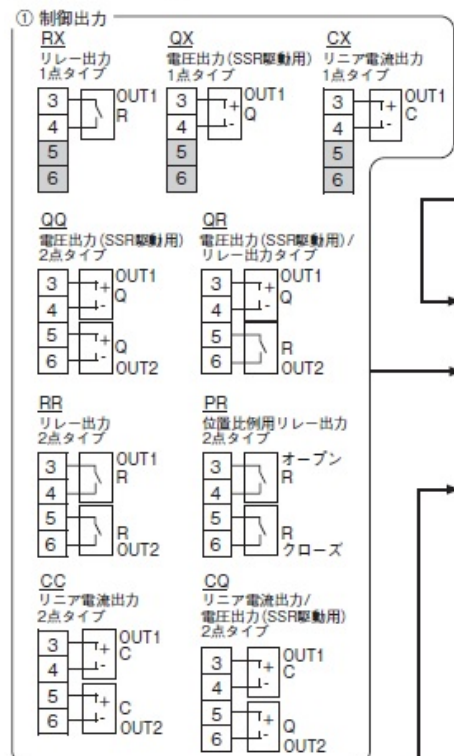 ① 制御出力
RX
リレー出力
1点タイプ
3
4
5
6
OUT1
R
QX
電圧出力(SSR駆動用)
1点タイプ
3
4
5
6
OUT1
Q
CX
リニア電流出力
1点タイプ
3
4
5
6
+
-
OUT1
C
QQ
電圧出力(SSR駆動用)
2点タイプ
3
4
5
6
+
-
+
-
OUT1
Q
Q
OUT2
QR
電圧出力(SSR駆動用)/
リレー出力タイプ
3
4
5
6
+
-
OUT1
Q
R
OUT2
RR
リレー出力
2点タイプ
3
4
5
6
OUT1
R
R
OUT2
PR
位置比例用リレー出力
2点タイプ
3
4
5
6
オープン
R
R
クローズ
CC
リニア電流出力
2点タイプ
3
4
5
6
+
-
+
-
OUT1
C
C
OUT2
CQ
リニア電流出力/
電圧出力(SSR駆動用)
2点タイプ
3
4
5
6
+
-
+
-
OUT1
C
Q
OUT2